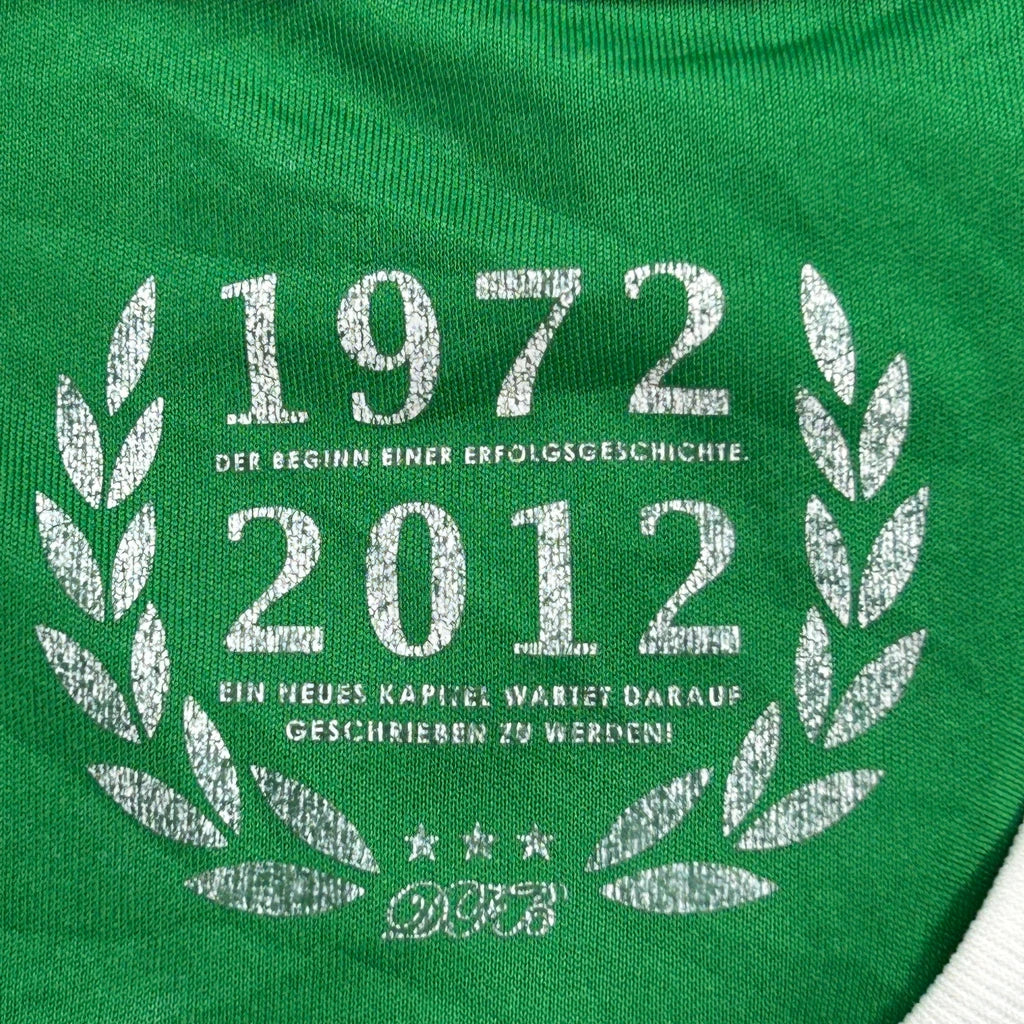 1972
DER BEGINN EINER ERFOLGSGESCHICHTE.
2012
EIN NEUES KAPITEL WARTET DARAUF
GESCHRIEBEN ZU WERDEN!
DFB